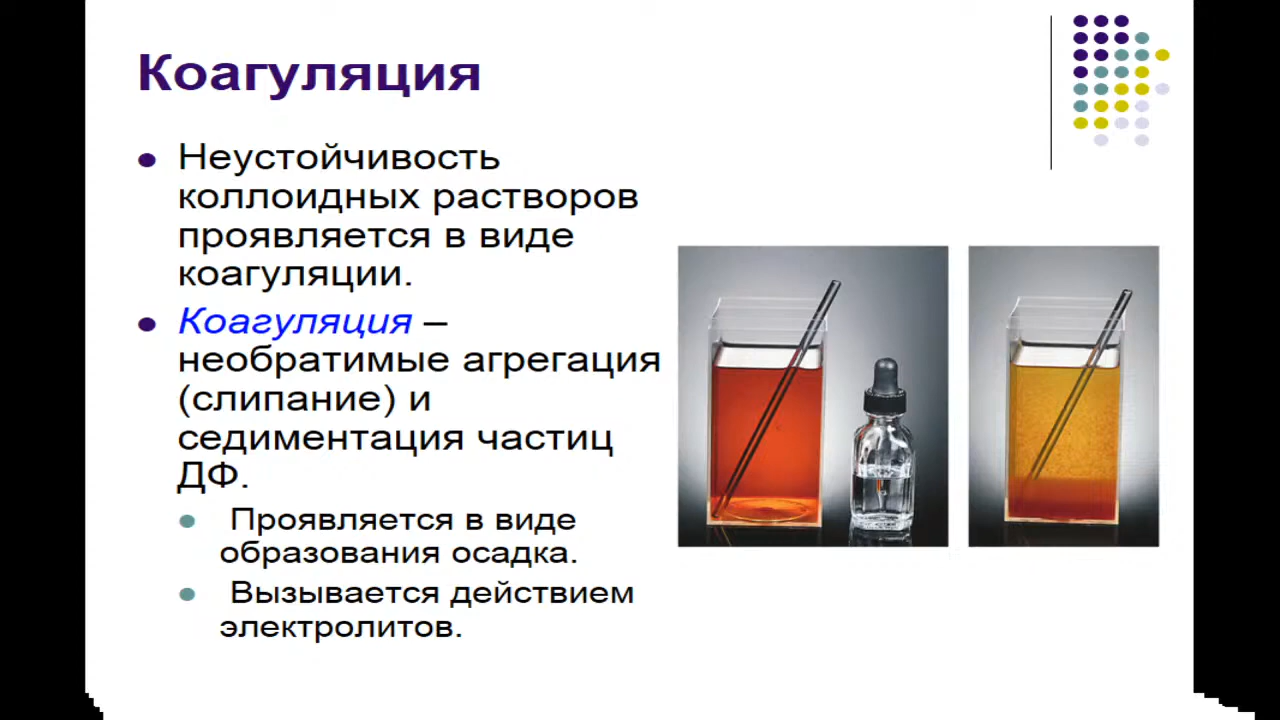 Коагуляция
Неустойчивость
коллоидных растворов
проявляется в виде
коагуляции.
Коагуляция –
необратимые агрегация
(слипание) и
седиментация частиц
ДФ.
Проявляется в виде
образования осадка.
Вызывается действием
электролитов.